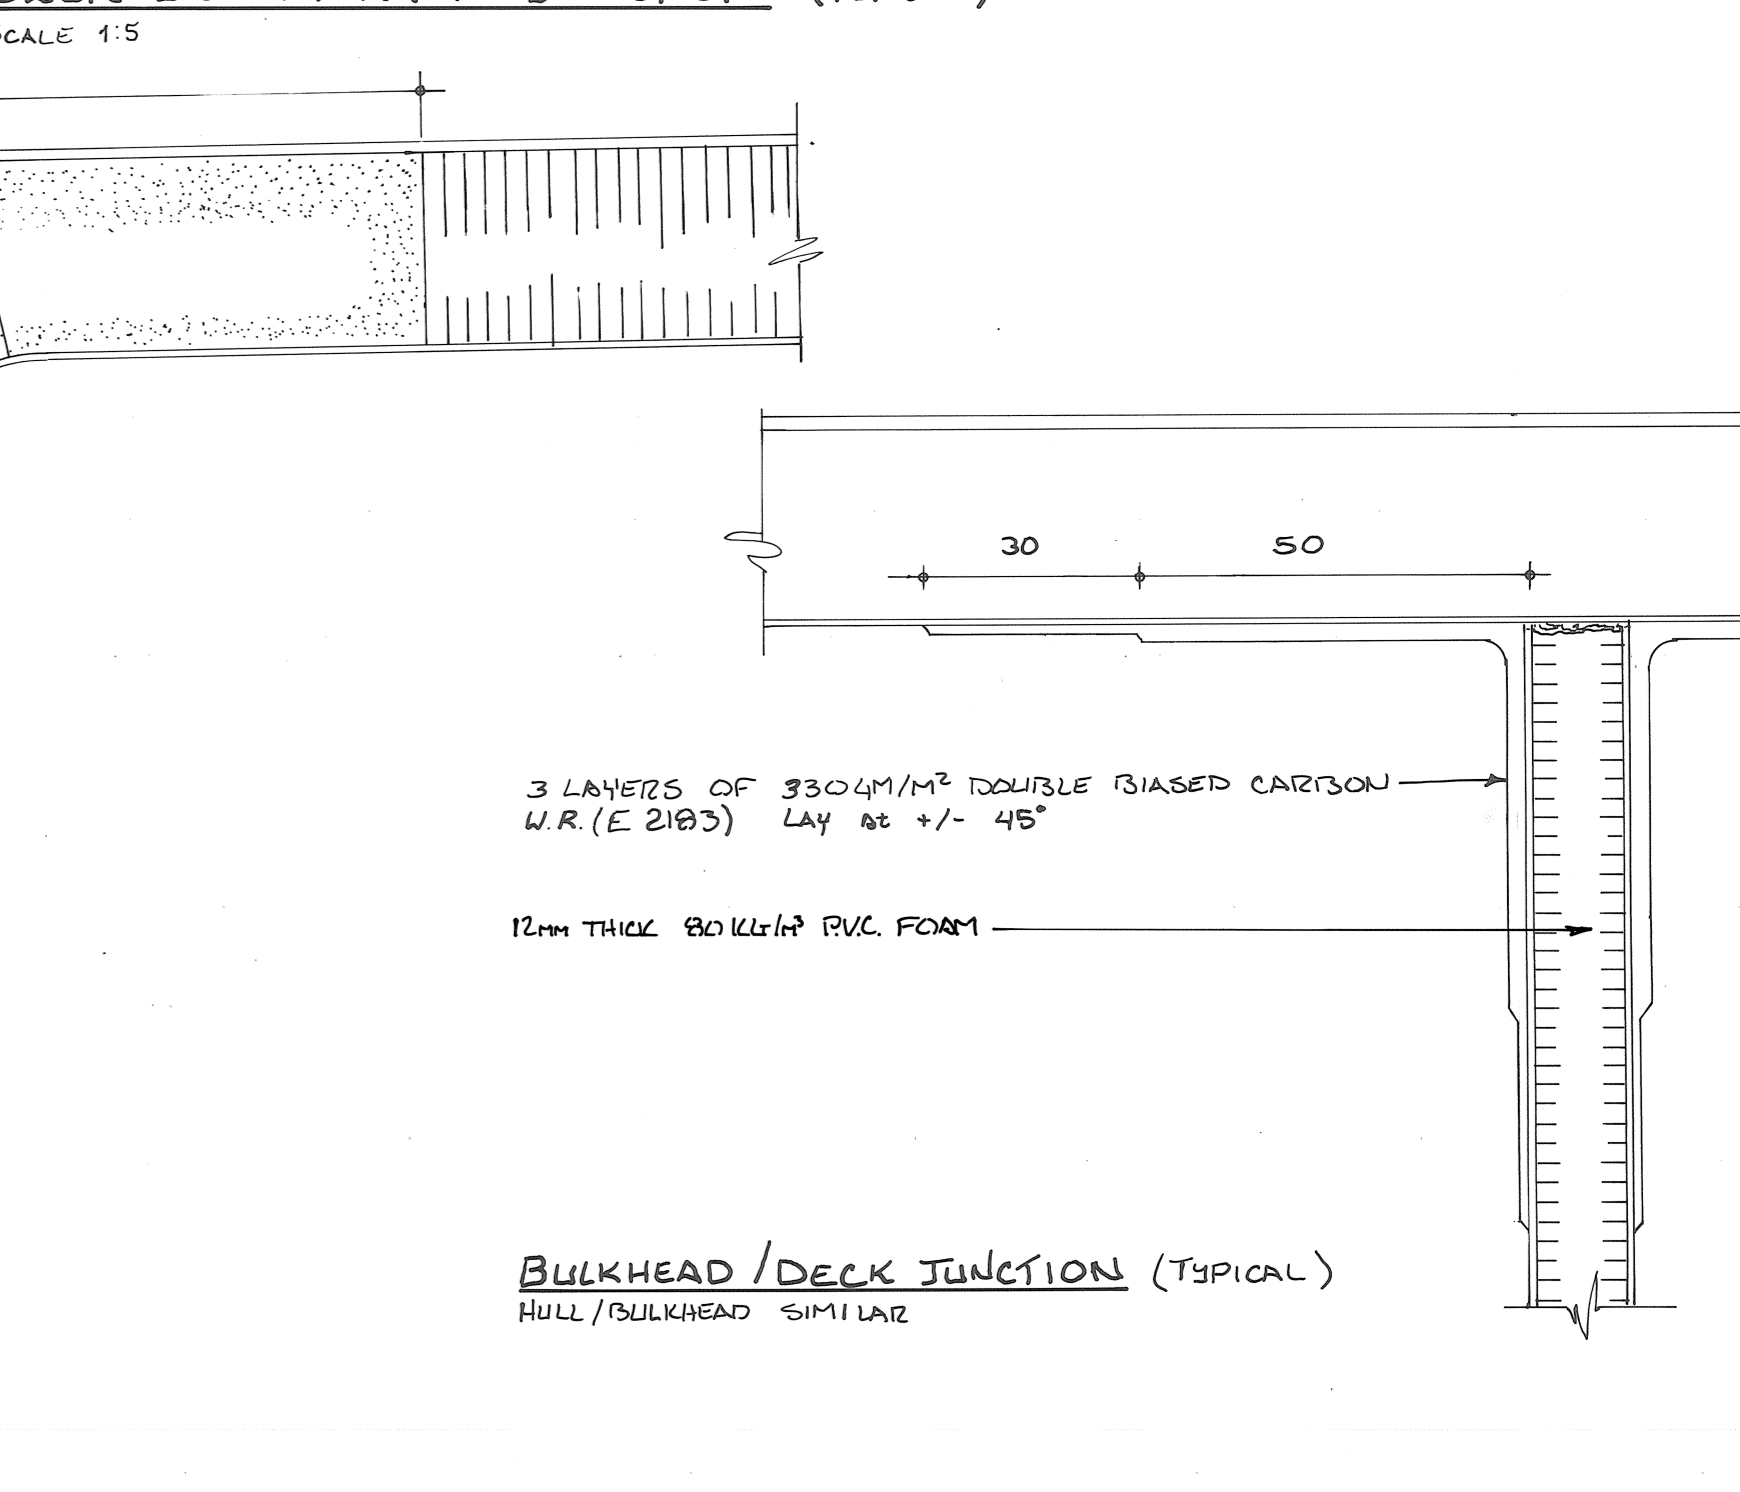 SCALE 1:5
30
50
3 LAYERS OF 330GM/M² DOUBLE BIASED CARBON
W.R.(E 2183) LAY At +/- 45°
12MM THICK 80KG/M³ P.V.C. FOAM
BULKHEAD/DECK JUNCTION (TYPICAL)
HULL/BULKHEAD SIMILAR